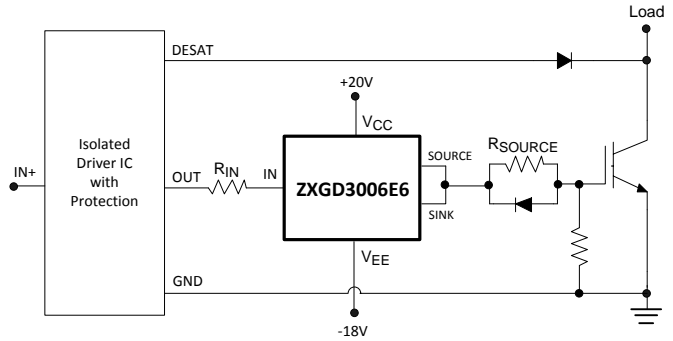 Load
DESAT
+20V
VCC
Isolated
Driver IC
with
Protection
IN+
OUT
RIN
IN
ZXGD3006E6
SOURCE
SINK
RSOURCE
VEE
GND
-18V